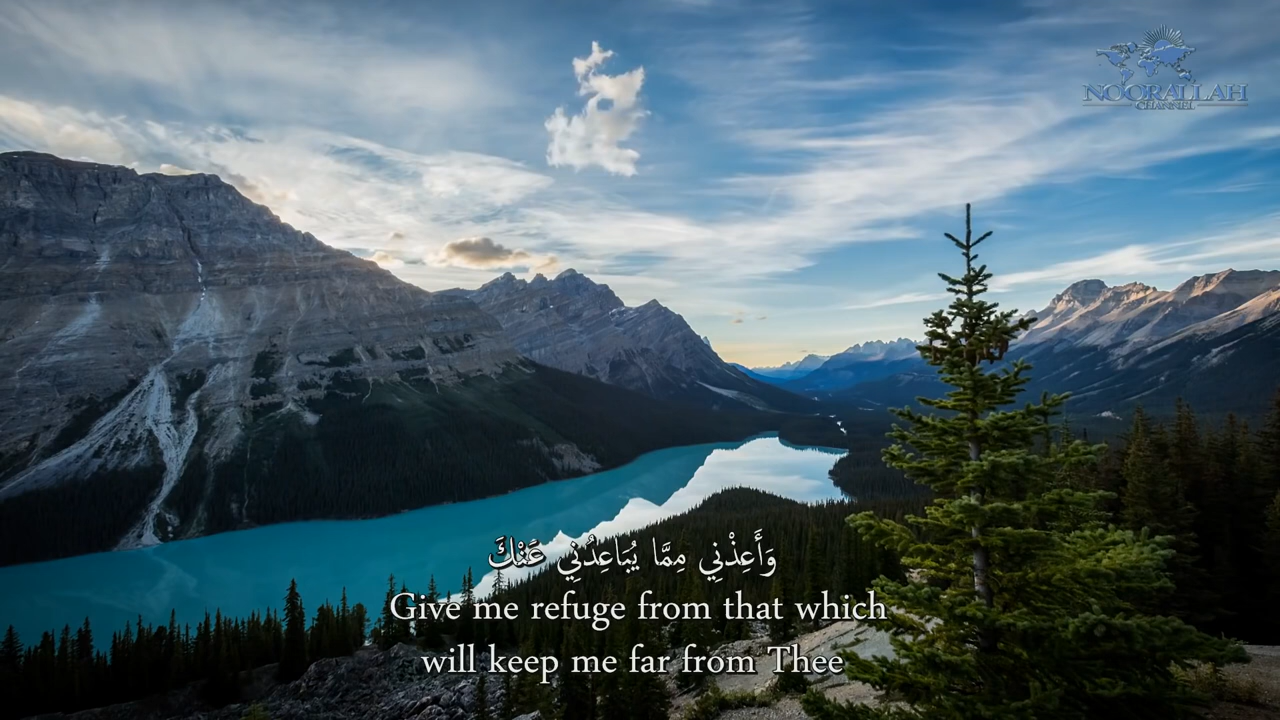 NOORALLAH
CHANNEL
وَأَعِذْنِي مِمَّا يُبَاعِدُنِي عَنْكَ
Give me refuge from that which
will keep me far from Thee